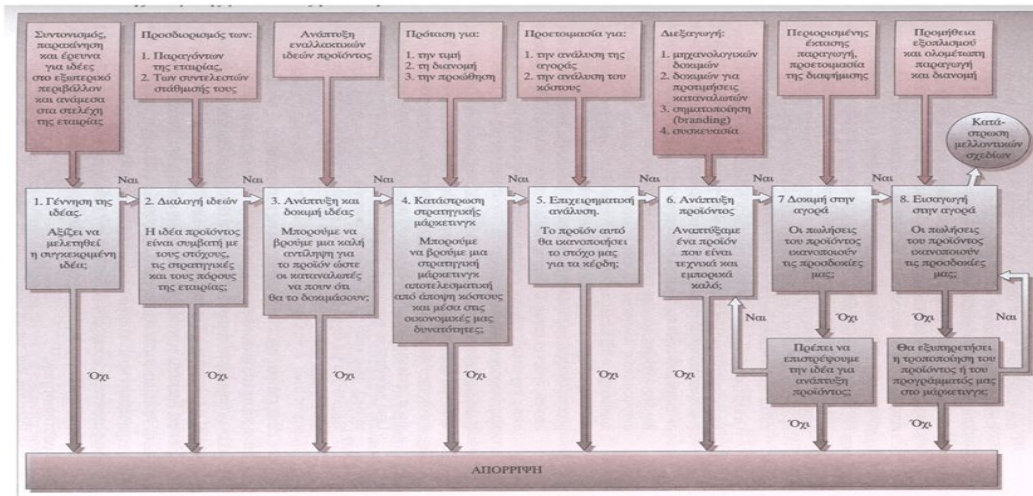 Συντονισμός,
παρακίνηση
και έρευνα
για ιδέες
στο εξωτερικό
περιβάλλον
και ανάμεσα
στα στελέχη
της εταιρίας
Προσδιορισμός των:
1. Παραγόντων
της εταιρίας,
2. Των συντελεστών
στάθμισής τους
Ανάπτυξη
εναλλακτικών
ιδεών προϊόντος
Πρόταση για:
1. την τιμή
2. τη διανομή
3. την προώθηση
Προετοιμασία για:
1. την ανάλυση της
αγοράς
2. την ανάλυση του
κόστους
Διεξαγωγή:
1. μηχανολογικών
δοκιμών
2. δοκιμών για
προτιμήσεις
καταναλωτών
3. σηματοποίηση
(branding)
4. συσκευασία
Περιορισμένης
έκτασης
παραγωγή,
προετοιμασία
της διαφήμισης
Προμήθεια
εξοπλισμού
και ολομέτωπη
παραγωγή
και διανομή
Κατά-
στρωση
μελλοντικών
σχεδίων
Ναι
Ναι
Ναι
Ναι
Ναι
Ναι
Ναι
Ναι
1. Γέννηση της
ιδέας.
Αξίζει να
μελετηθεί
η συγκεκριμένη
ιδέα;
2. Διαλογή ιδεών
Η ιδέα προϊόντος
είναι συμβατή με
τους στόχους,
τις στρατηγικές
και τους πόρους
της εταιρίας;
3. Ανάπτυξη και
δοκιμή ιδέας
Μπορούμε να
βρούμε μια καλή
αντίληψη για
το προϊόν ώστε
οι καταναλωτές
να πουν ότι
θα το δοκιμάσουν;
4. Κατάστρωση
στρατηγικής
μάρκετινγκ
Μπορούμε
να βρούμε μια
στρατηγική
μάρκετινγκ
αποτελεσματική
από άποψη κόστους
και μέσα στις
οικονομικές μας
δυνατότητες;
5. Επιχειρηματική
ανάλυση.
Το προϊόν αυτό
θα ικανοποιήσει
το στόχο μας
για τα κέρδη;
6. Ανάπτυξη
προϊόντος
Αναπτύξαμε
ένα προϊόν
που είναι
τεχνικά και
εμπορικά
καλό;
7 Δοκιμή στην
αγορά
Οι πωλήσεις
του προϊόντος
ικανοποιούν
τις προσδοκίες
μας;
8. Εισαγωγή
στην αγορά
Οι πωλήσεις
του προϊόντος
ικανοποιούν
τις προσδοκίες
μας;
Ναι
Όχι
Όχι
Ναι
Πρέπει να
επιστρέψουμε
την ιδέα για
ανάπτυξη
προϊόντος;
Θα εξυπηρετήσει
η τροποποίηση του
προϊόντος ή του
προγράμματός μας
στο μάρκετινγκ;
Όχι
Όχι
Όχι
Όχι
Όχι
Όχι
Όχι
Όχι
ΑΠΟΡΡΙΨΗ